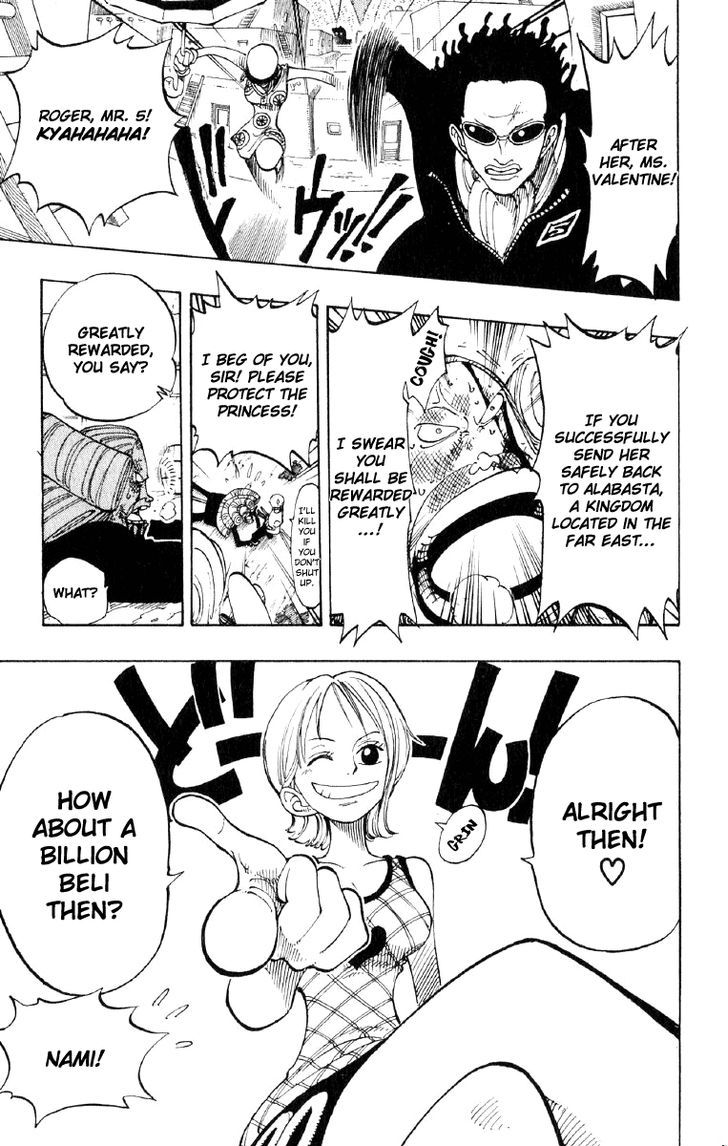 AFTER
HER, MS.
VALENTINE!
5
ROGER, MR. 5!
KYAHAHAHA!
IF YOU
SUCCESSFULLY
SEND HER
SAFELY BACK
TO ALABASTA,
A KINGDOM
LOCATED IN THE
FAR EAST...
COUGH!
I SWEAR
YOU
SHALL BE
REWARDED
GREATLY
...!
I BEG OF YOU,
SIR! PLEASE
PROTECT THE
PRINCESS!
I'LL
KILL
YOU
IF
YOU
DON'T
SHUT
UP.
GREATLY
REWARDED,
YOU SAY?
WHAT?
ALRIGHT
THEN!
♡
GRIN
HOW
ABOUT A
BILLION
BELI
THEN?
NAMI!